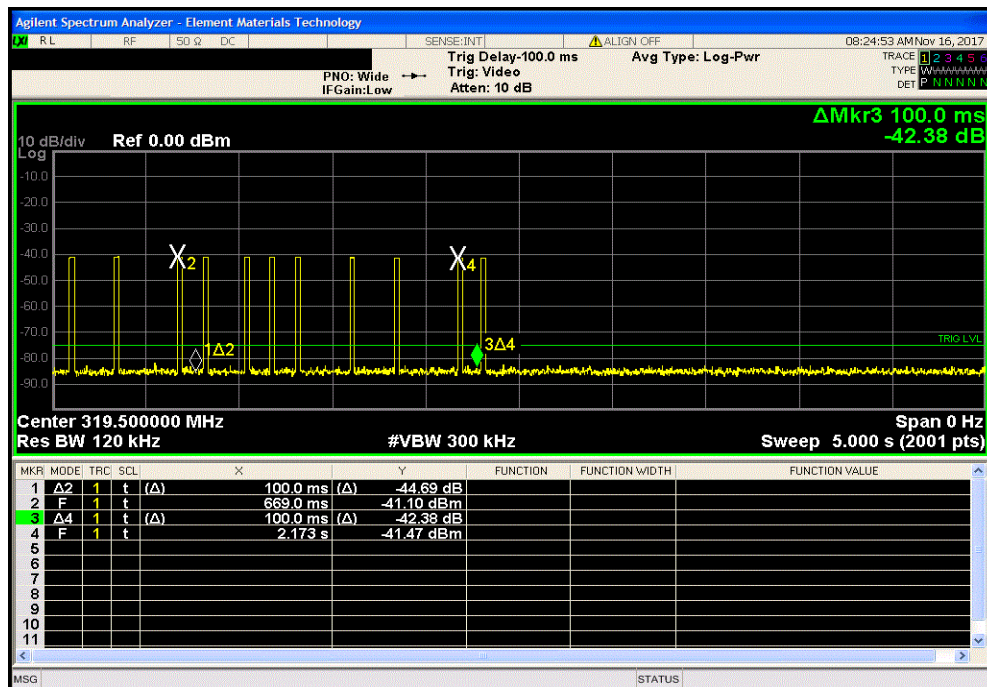 Agilent Spectrum Analyzer - Element Materials Technology
LXI RL RF 50 Ω DC SENSE:INT ALIGN OFF 08:24:53 AM Nov 16, 2017
Trig Delay-100.0 ms Avg Type: Log-Pwr TRACE 1 2 3 4 5 6
PNO: Wide Trig: Video TYPE
IFGain:Low Atten: 10 dB DET P N N N N N
ΔMkr3 100.0 ms
-42.38 dB
10 dB/div Ref 0.00 dBm
Log
-10.0
-20.0
-30.0
-40.0
X2
X4
-50.0
-60.0
-70.0
TRIG LVL
1Δ2
3Δ4
-80.0
-90.0
Center 319.500000 MHz Span 0 Hz
Res BW 120 kHz #VBW 300 kHz Sweep 5.000 s (2001 pts)
MKR MODE TRC SCL X Y FUNCTION FUNCTION WIDTH FUNCTION VALUE
1 Δ2 1 t (Δ) 100.0 ms (Δ) -44.69 dB
2 F 1 t 669.0 ms -41.10 dBm
3 Δ4 1 t (Δ) 100.0 ms (Δ) -42.38 dB
4 F 1 t 2.173 s -41.47 dBm
5
6
7
8
9
10
11
MSG STATUS